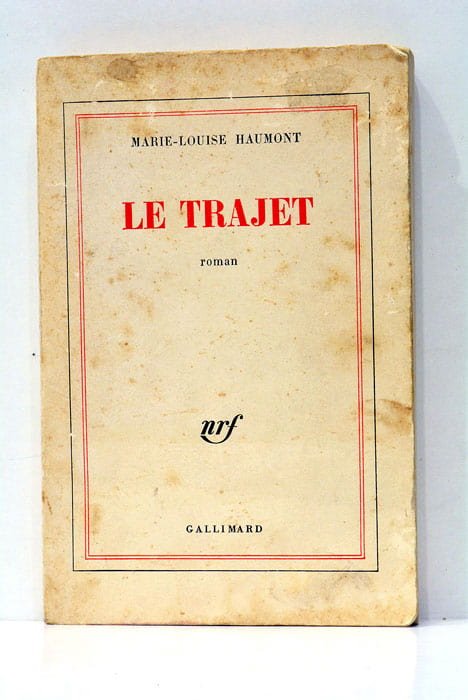 MARIE-LOUISE HAUMONT
LE TRAJET
roman
nrf
GALLIMARD